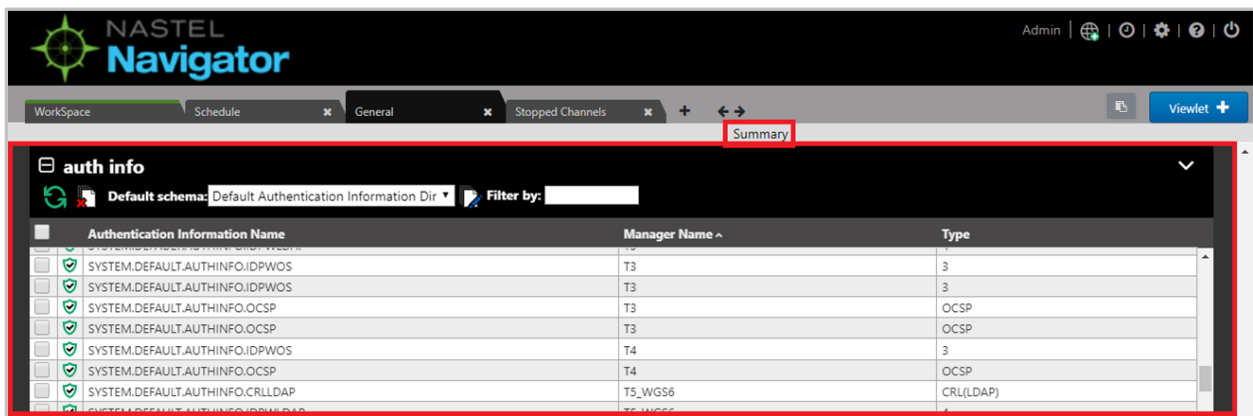 NASTEL
Navigator
Admin
WorkSpace
Schedule
General
Stopped Channels
Viewlet
Summary
auth info
Default schema: Default Authentication Information Dir
Filter by:
Authentication Information Name Manager Name Type
SYSTEM.DEFAULT.AUTHINFO.IDPWOS T3 3
SYSTEM.DEFAULT.AUTHINFO.IDPWOS T3 3
SYSTEM.DEFAULT.AUTHINFO.OCSP T3 OCSP
SYSTEM.DEFAULT.AUTHINFO.OCSP T3 OCSP
SYSTEM.DEFAULT.AUTHINFO.IDPWOS T4 3
SYSTEM.DEFAULT.AUTHINFO.OCSP T4 OCSP
SYSTEM.DEFAULT.AUTHINFO.CRLLDAP T5_WGS6 CRL(LDAP)